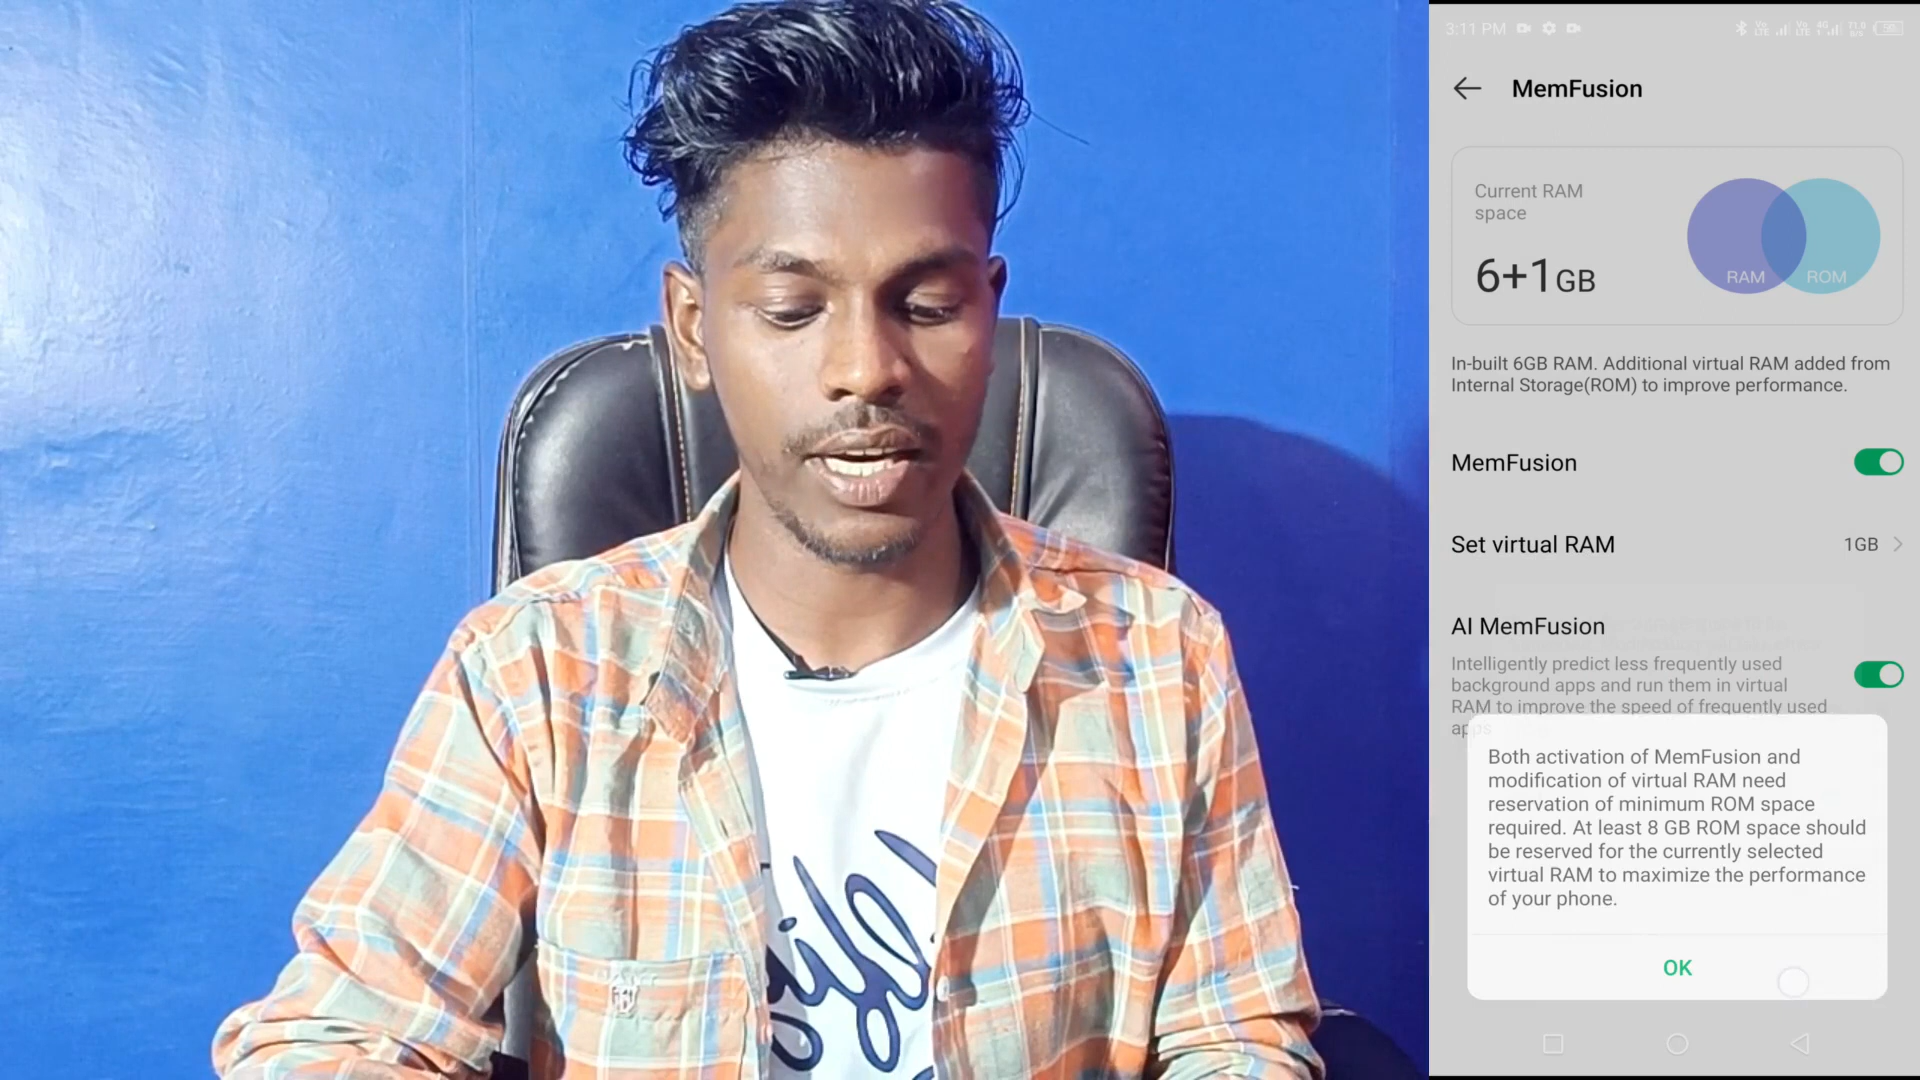 3:11 PM
MemFusion
Current RAM
space
6+1GB
RAM
ROM
In-built 6GB RAM. Additional virtual RAM added from
Internal Storage(ROM) to improve performance.
MemFusion
Set virtual RAM
1GB
AI MemFusion
Intelligently predict less frequently used
background apps and run them in virtual
RAM to improve the speed of frequently used
apps
Both activation of MemFusion and
modification of virtual RAM need
reservation of minimum ROM space
required. At least 8 GB ROM space should
be reserved for the currently selected
virtual RAM to maximize the performance
of your phone.
OK